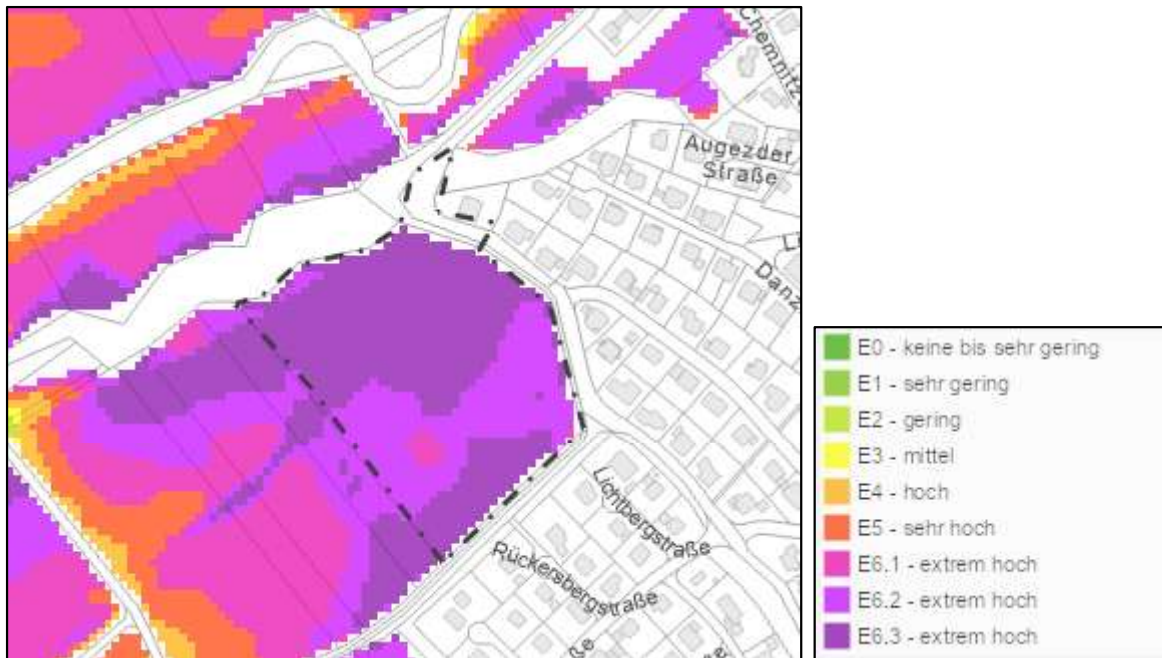 Chemnitz
Augezder
Straße
Danz
Lichtbergstraße
Rückersbergstraße
E0 - keine bis sehr gering
E1 - sehr gering
E2 - gering
E3 - mittel
E4 - hoch
E5 - sehr hoch
E6.1 - extrem hoch
E6.2 - extrem hoch
E6.3 - extrem hoch